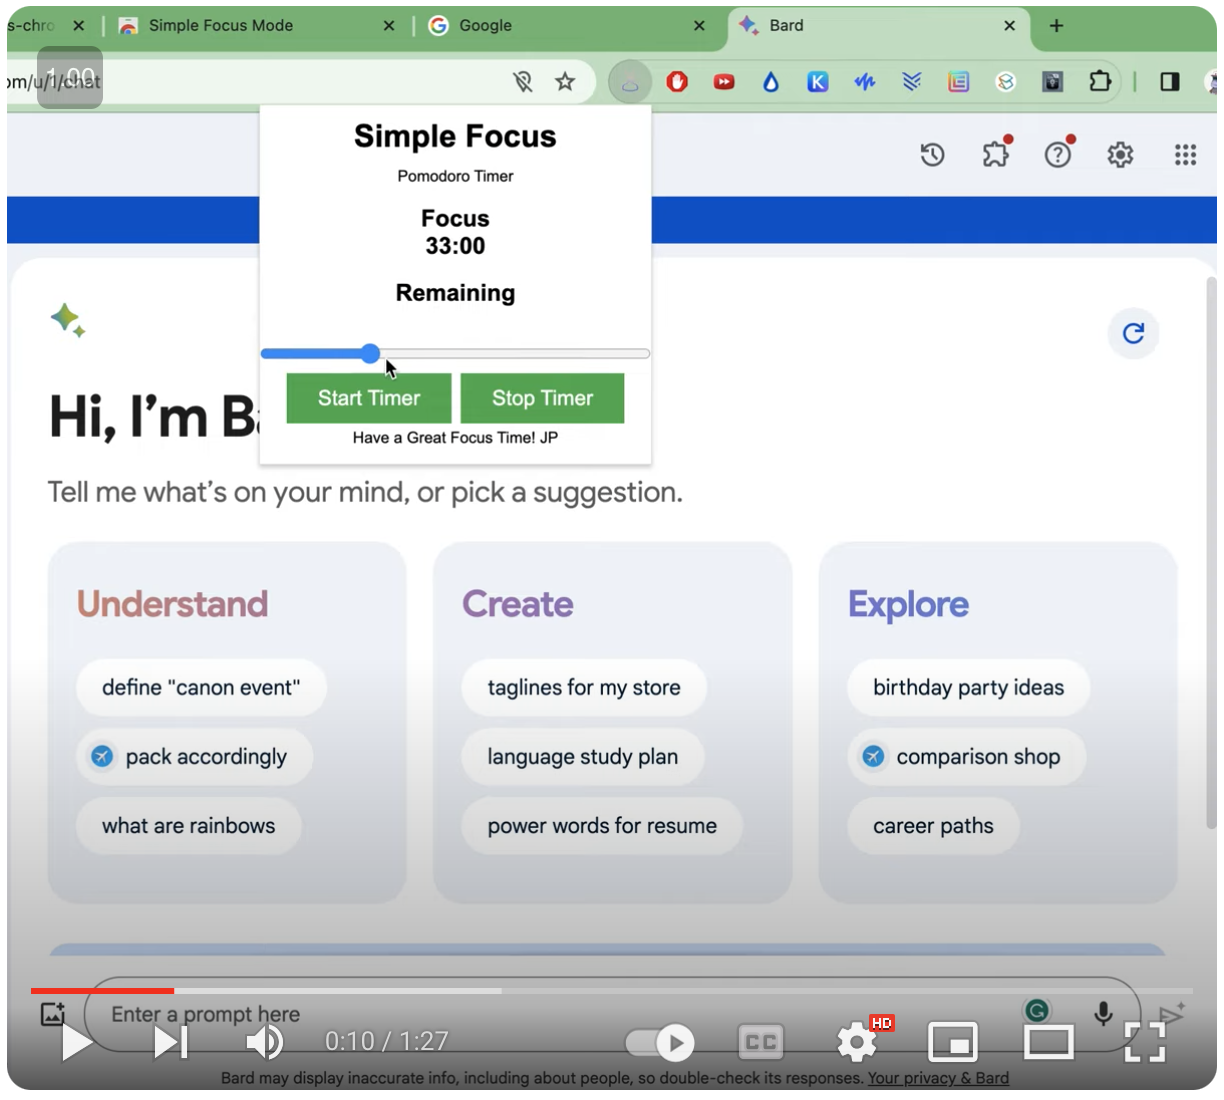 s-chro
Simple Focus Mode
Google
Bard
om/u/1/chat
1.00
Simple Focus
Pomodoro Timer
Focus
33:00
Remaining
Start Timer
Stop Timer
Have a Great Focus Time! JP
Hi, I'm Ba
Tell me what's on your mind, or pick a suggestion.
Understand
define "canon event"
pack accordingly
what are rainbows
Create
taglines for my store
language study plan
power words for resume
Explore
birthday party ideas
comparison shop
career paths
Enter a prompt here
0:10 / 1:27
CC
HD
Bard may display inaccurate info, including about people, so double-check its responses. Your privacy & Bard